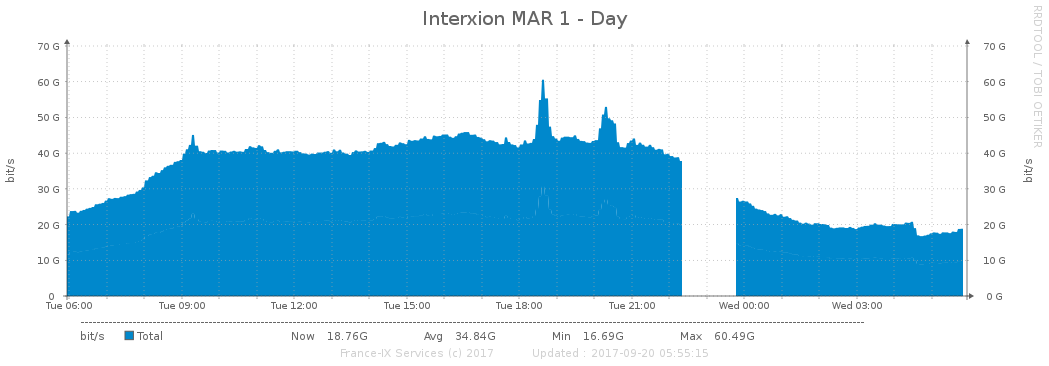 Interxion MAR 1 - Day
RRDTOOL / TOBI OETIKER
bit/s
70 G 70 G
60 G 60 G
50 G 50 G
40 G 40 G
30 G 30 G
20 G 20 G
10 G 10 G
0 0 G
bit/s
Tue 06:00 Tue 09:00 Tue 12:00 Tue 15:00 Tue 18:00 Tue 21:00 Wed 00:00 Wed 03:00
bit/s Total Now 18.76G Avg 34.84G Min 16.69G Max 60.49G
France-IX Services (c) 2017 Updated : 2017-09-20 05:55:15